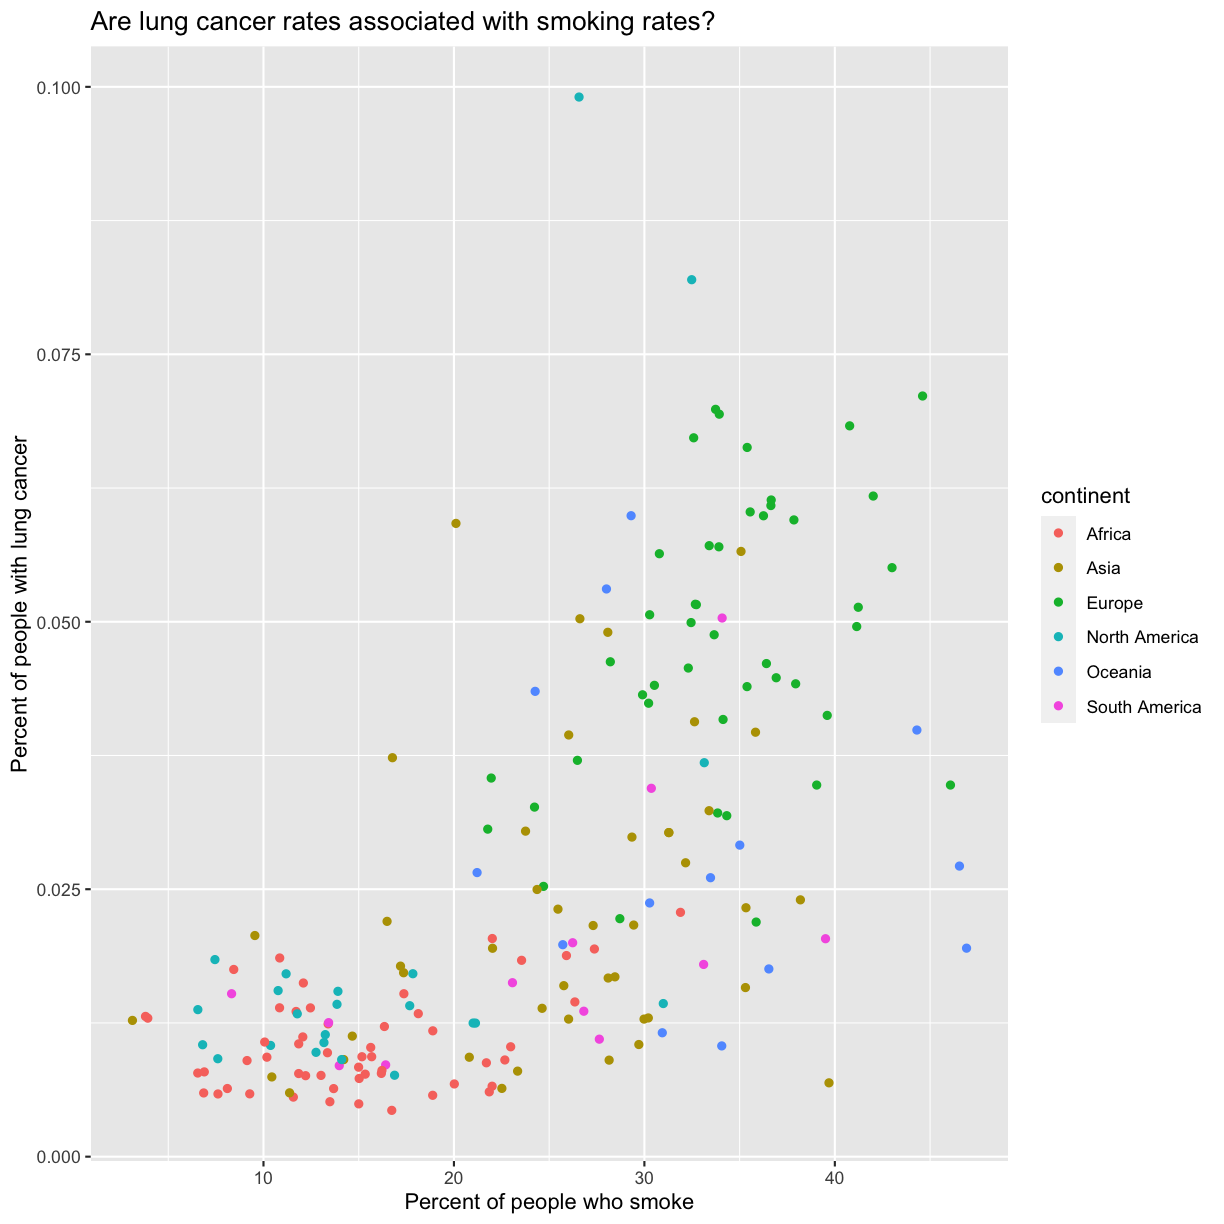 Are lung cancer rates associated with smoking rates?
0.100
0.075
0.050
0.025
0.000
Percent of people with lung cancer
10 20 30 40
Percent of people who smoke
continent
Africa
Asia
Europe
North America
Oceania
South America